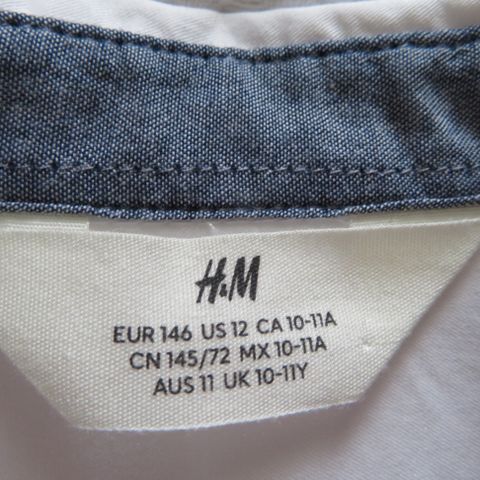 H&M
EUR 146 US 12 CA 10-11A
CN 145/72 MX 10-11A
AUS 11 UK 10-11Y